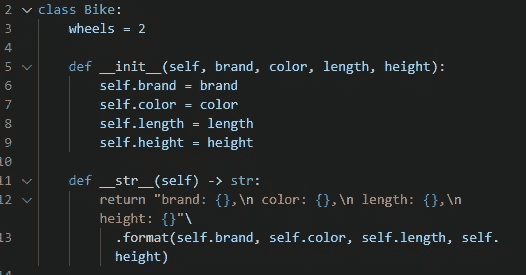 2 class Bike:
3     wheels = 2
4
5     def __init__(self, brand, color, length, height):
6         self.brand = brand
7         self.color = color
8         self.length = length
9         self.height = height
10
11     def __str__(self) -> str:
12         return "brand: {},\n color: {},\n length: {},\n
height: {}"\
13           .format(self.brand, self.color, self.length, self.
height)